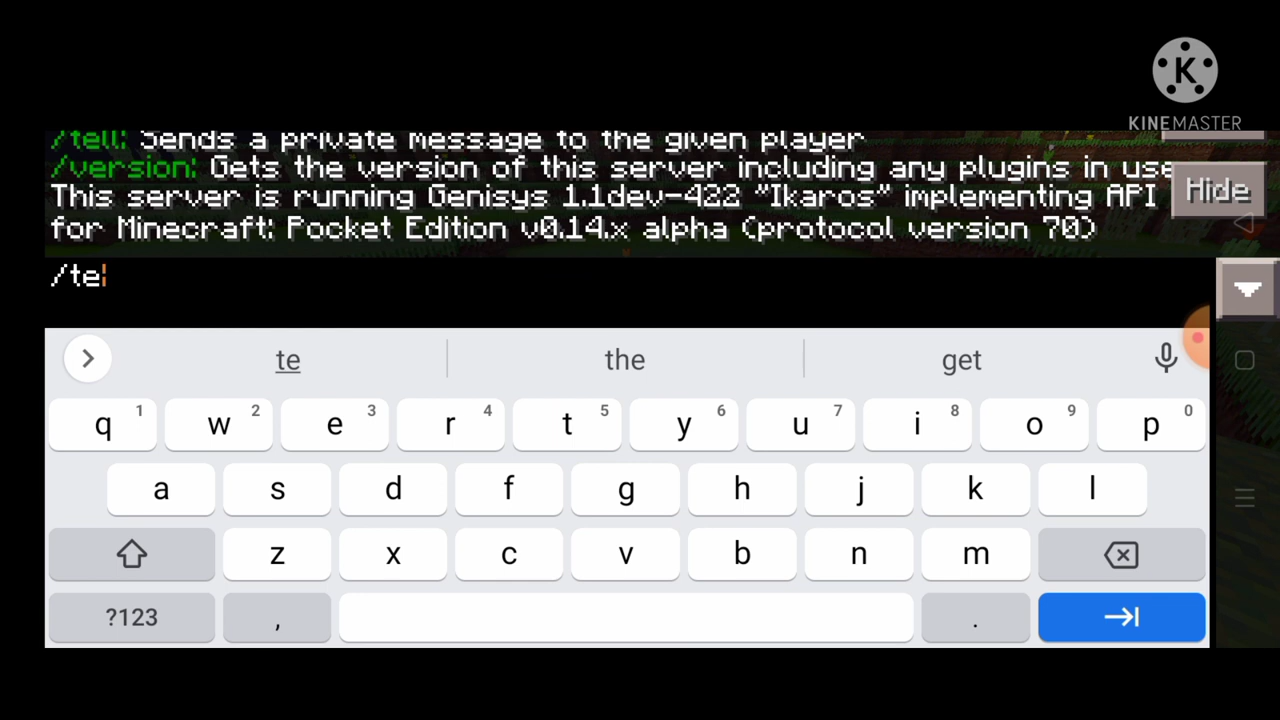 K
KINEMASTER
/tell: Sends a private message to the given player
/version: Gets the version of this server including any plugins in use
This server is running Genisys 1.1dev-422 "Ikaros" implementing API
for Minecraft: Pocket Edition v0.14.x alpha (protocol version 70)
Hide
/te
te the get
q 1 w 2 e 3 r 4 t 5 y 6 u 7 i 8 o 9 p 0
a s d f g h j k l
z x c v b n m
?123 , .